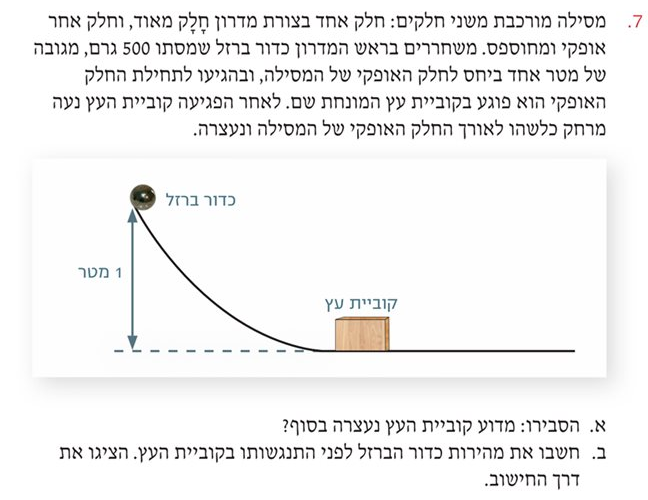 7. מסילה מורכבת משני חלקים: חלק אחד בצורת מדרון חָלָק מאוד, וחלק אחר
אופקי ומחוספס. משחררים בראש המדרון כדור ברזל שמסתו 500 גרם, מגובה
של מטר אחד ביחס לחלק האופקי של המסילה, ובהגיעו לתחילת החלק
האופקי הוא פוגע בקוביית עץ המונחת שם. לאחר הפגיעה קוביית העץ נעה
מרחק כלשהו לאורך החלק האופקי של המסילה ונעצרה.
כדור ברזל
1 מטר
קוביית עץ
א. הסבירו: מדוע קוביית העץ נעצרה בסוף?
ב. חשבו את מהירות כדור הברזל לפני התנגשותו בקוביית העץ. הציגו את
דרך החישוב.